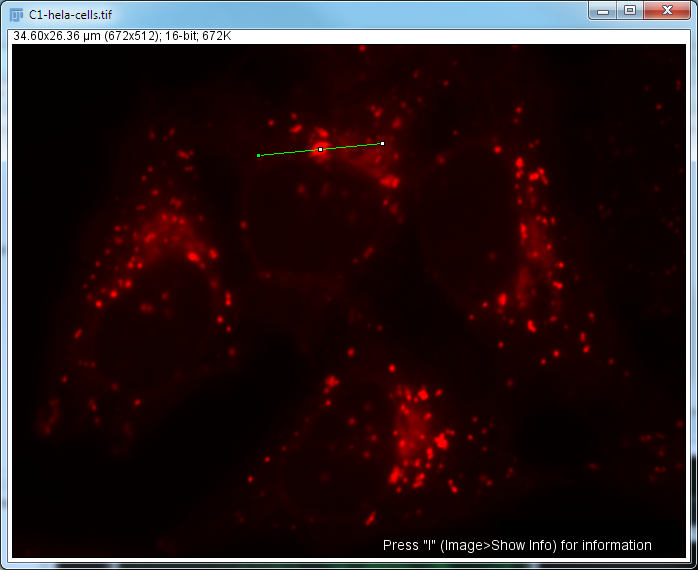 C1-hela-cells.tif
34.60x26.36 µm (672x512); 16-bit; 672K
Press "I" (Image>Show Info) for information